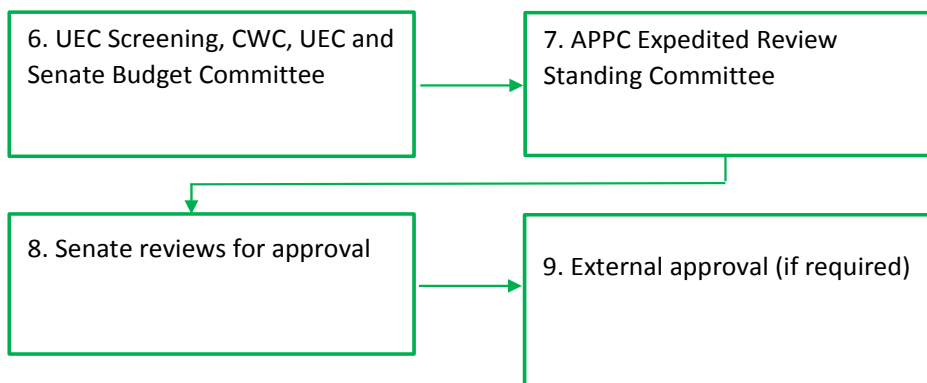 6. UEC Screening, CWC, UEC and
Senate Budget Committee
7. APPC Expedited Review
Standing Committee
8. Senate reviews for approval
9. External approval (if required)